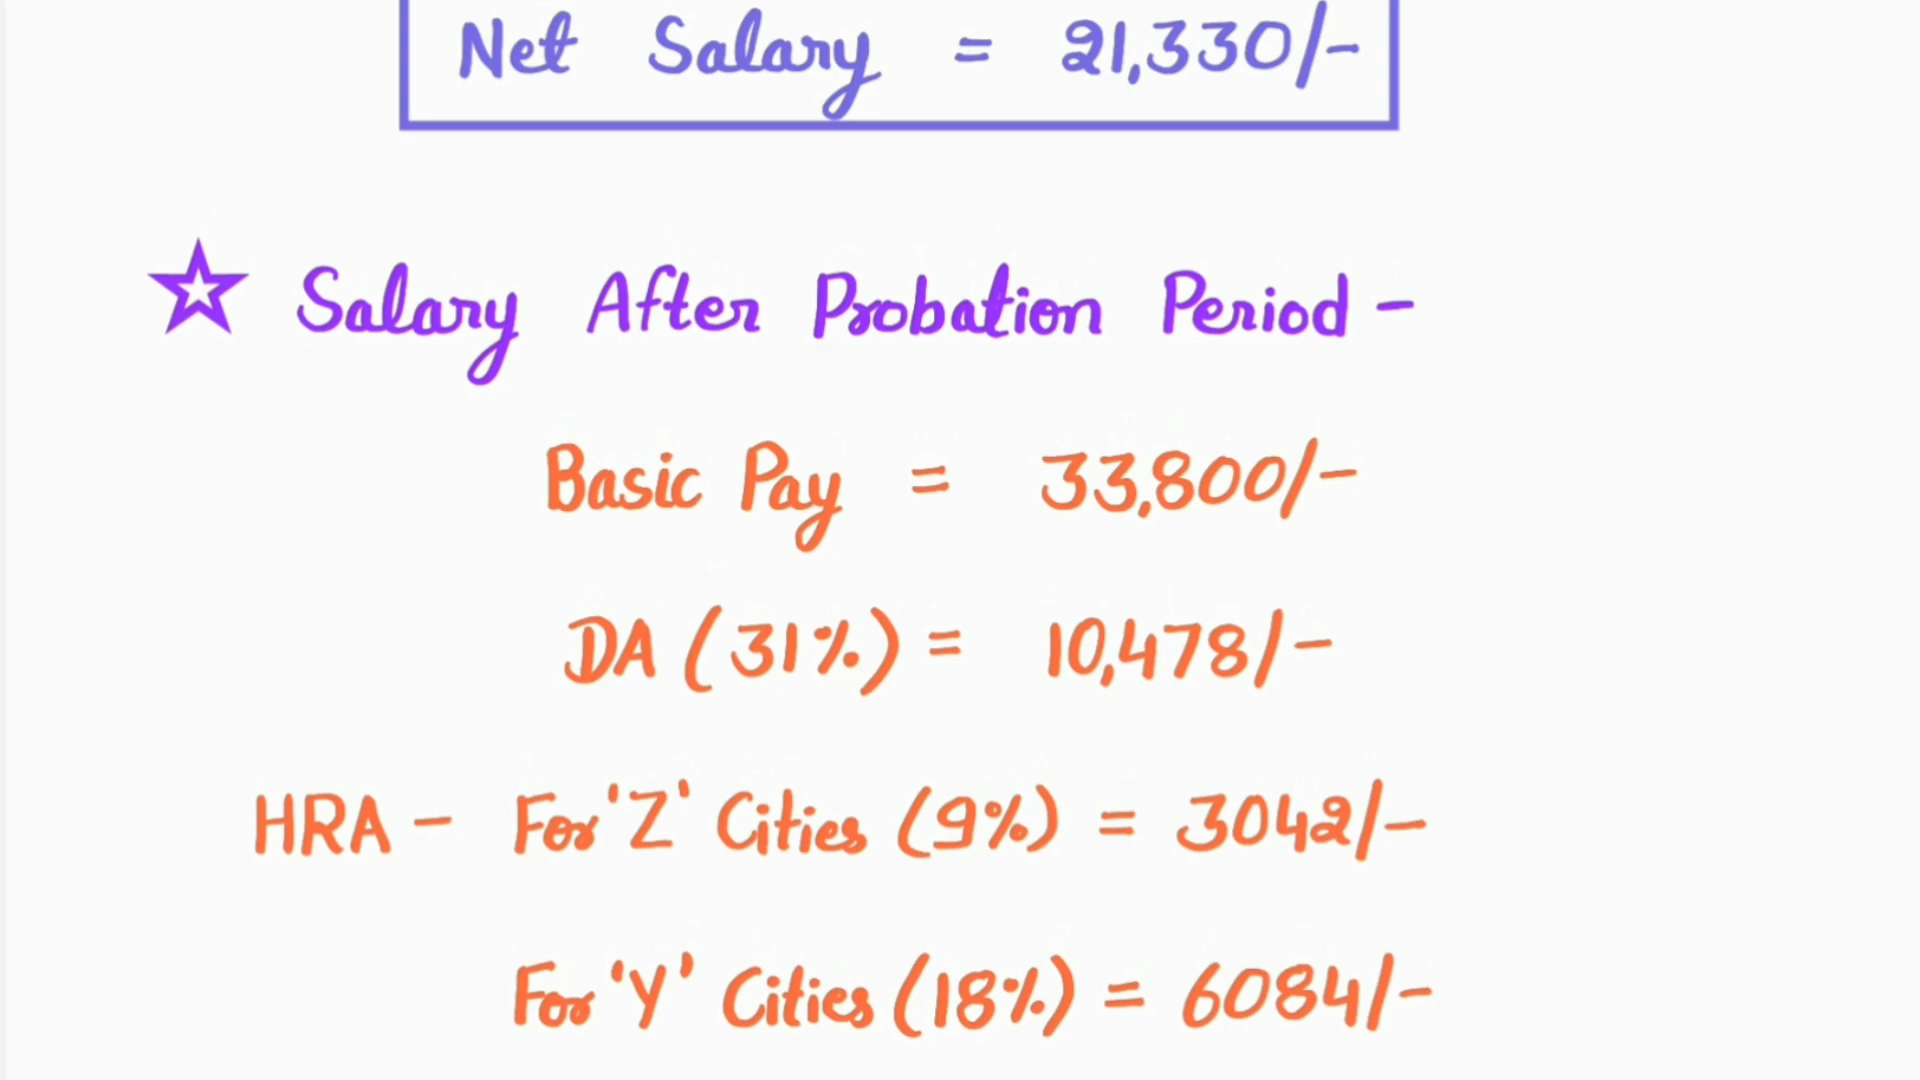 Net Salary = 21,330/-
☆ Salary After Probation Period -
Basic Pay = 33,800/-
DA (31%) = 10,478/-
HRA - For 'Z' Cities (9%) = 3042/-
For 'Y' Cities (18%) = 6084/-